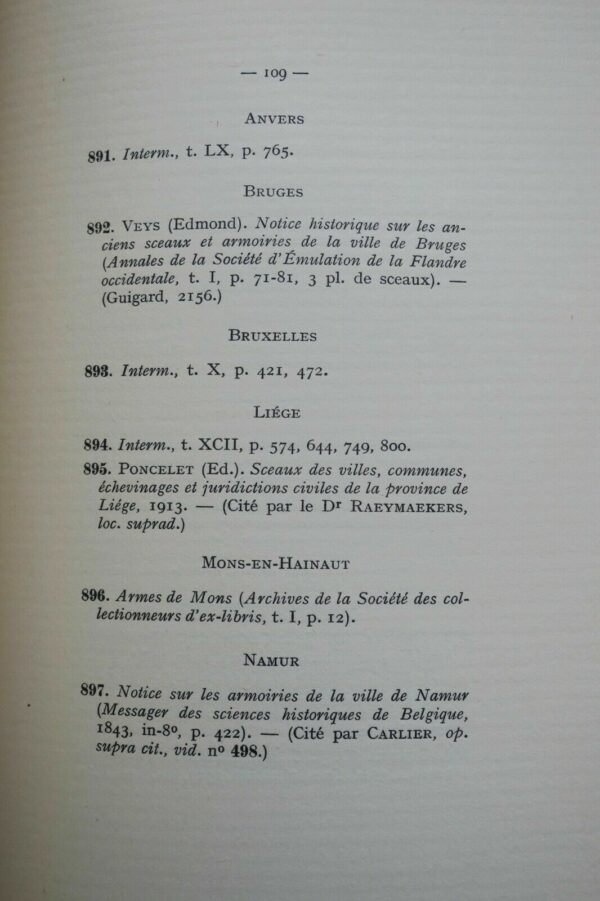 — 109 —
ANVERS
891. Interm., t. LX, p. 765.
BRUGES
892. VEYS (Edmond). Notice historique sur les an-
ciens sceaux et armoiries de la ville de Bruges
(Annales de la Société d'Émulation de la Flandre
occidentale, t. I, p. 71-81, 3 pl. de sceaux). —
(Guigard, 2156.)
BRUXELLES
893. Interm., t. X, p. 421, 472.
LIÉGE
894. Interm., t. XCII, p. 574, 644, 749, 800.
895. PONCELET (Ed.). Sceaux des villes, communes,
échevinages et juridictions civiles de la province de
Liége, 1913. — (Cité par le Dr RAEYMAEKERS,
loc. suprad.)
MONS-EN-HAINAUT
896. Armes de Mons (Archives de la Société des col-
lectionneurs d'ex-libris, t. I, p. 12).
NAMUR
897. Notice sur les armoiries de la ville de Namur
(Messager des sciences historiques de Belgique,
1843, in-8º, p. 422). — (Cité par CARLIER, op.
supra cit., vid. nº 498.)